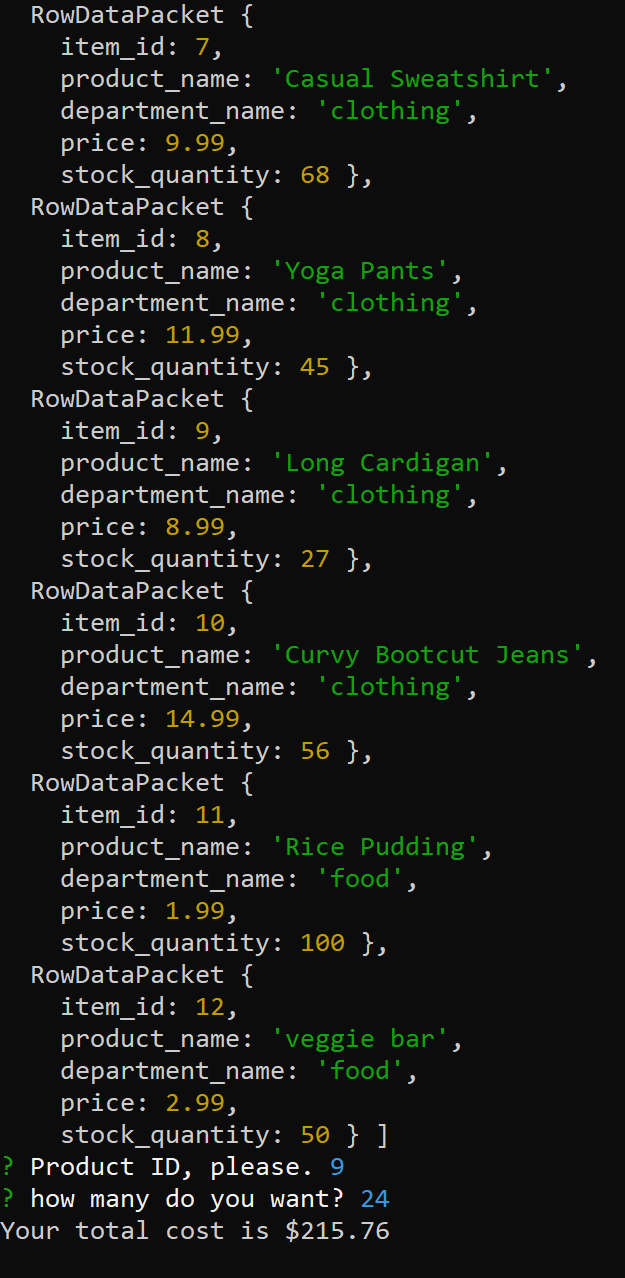 RowDataPacket {
item_id: 7,
product_name: 'Casual Sweatshirt',
department_name: 'clothing',
price: 9.99,
stock_quantity: 68 },
RowDataPacket {
item_id: 8,
product_name: 'Yoga Pants',
department_name: 'clothing',
price: 11.99,
stock_quantity: 45 },
RowDataPacket {
item_id: 9,
product_name: 'Long Cardigan',
department_name: 'clothing',
price: 8.99,
stock_quantity: 27 },
RowDataPacket {
item_id: 10,
product_name: 'Curvy Bootcut Jeans',
department_name: 'clothing',
price: 14.99,
stock_quantity: 56 },
RowDataPacket {
item_id: 11,
product_name: 'Rice Pudding',
department_name: 'food',
price: 1.99,
stock_quantity: 100 },
RowDataPacket {
item_id: 12,
product_name: 'veggie bar',
department_name: 'food',
price: 2.99,
stock_quantity: 50 } ]
? Product ID, please. 9
? how many do you want? 24
Your total cost is $215.76